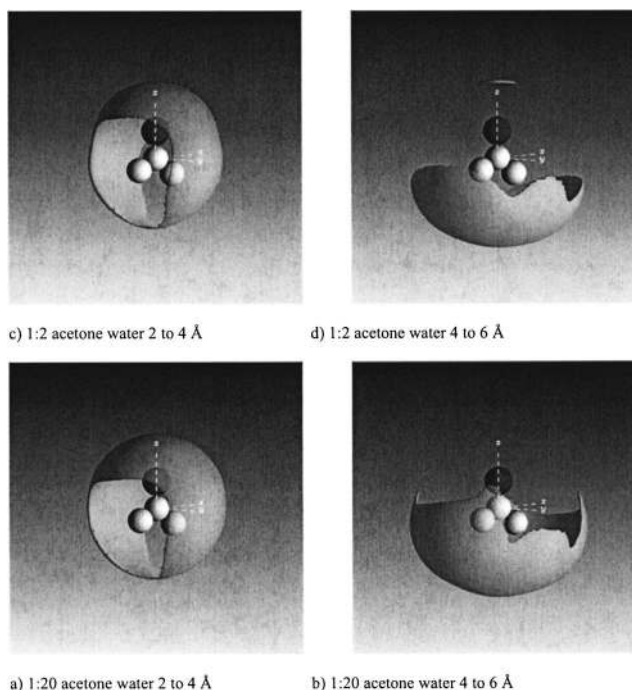 z
c) 1:2 acetone water 2 to 4 Å
z
d) 1:2 acetone water 4 to 6 Å
z
a) 1:20 acetone water 2 to 4 Å
z
b) 1:20 acetone water 4 to 6 Å